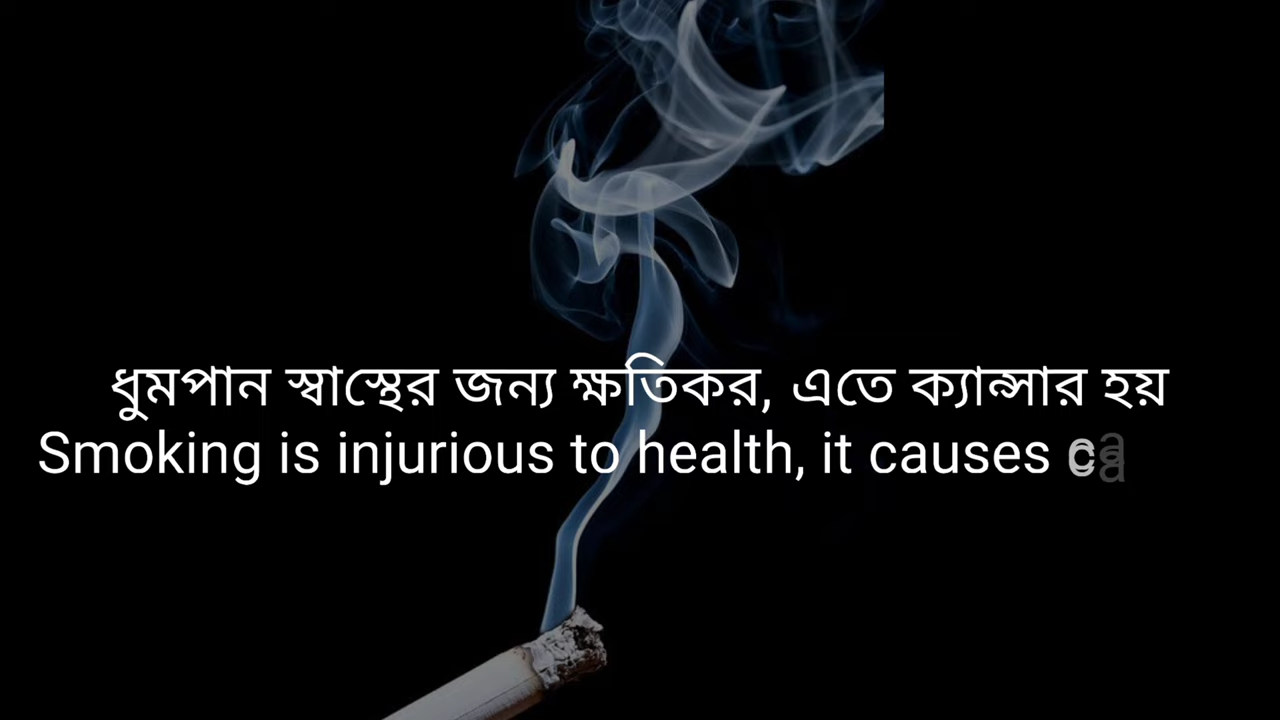 ধুমপান স্বাস্থের জন্য ক্ষতিকর, এতে ক্যান্সার হয়
Smoking is injurious to health, it causes